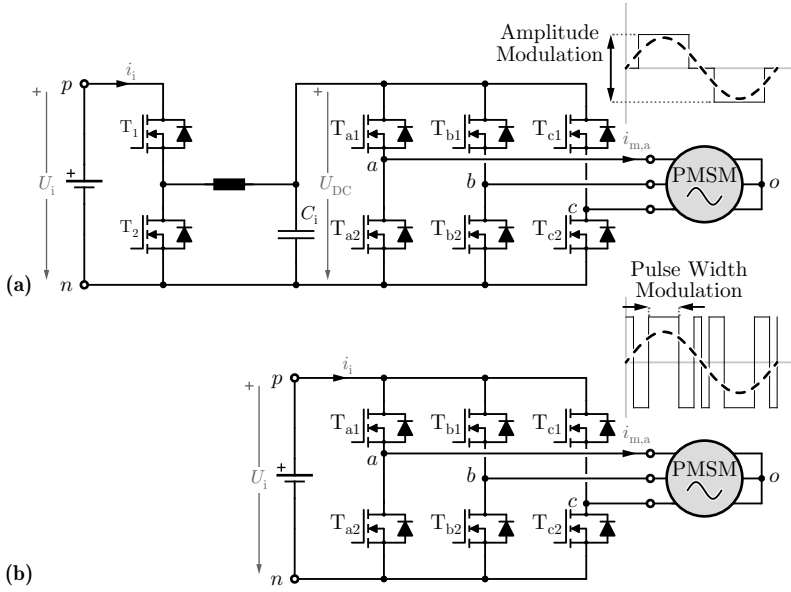 Amplitude
Modulation
p
i_i
+
T_1
T_a1
T_b1
T_c1
i_m,a
a
PMSM
U_i
+
U_DC
b
o
C_i
c
T_2
T_a2
T_b2
T_c2
(a)
n
Pulse Width
Modulation
p
i_i
+
T_a1
T_b1
T_c1
i_m,a
a
PMSM
U_i
+
b
o
c
T_a2
T_b2
T_c2
(b)
n